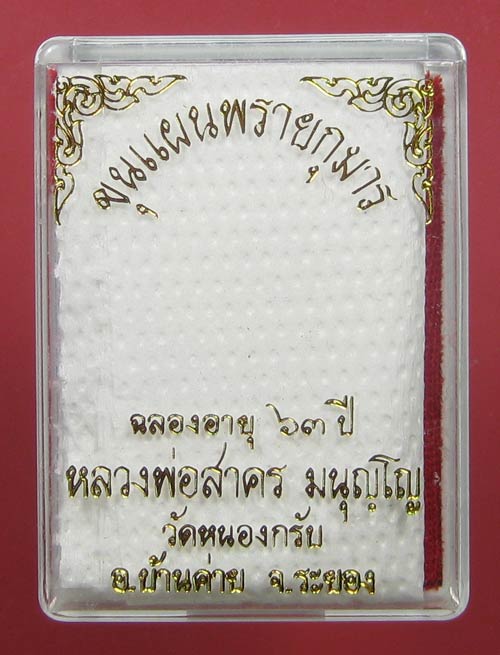 ขุนแผนพรายกุมาร
ฉลองอายุ ๖๓ ปี
หลวงพ่อสาคร มนุญฺโญ
วัดหนองกรับ
อ.บ้านค่าย จ.ระยอง